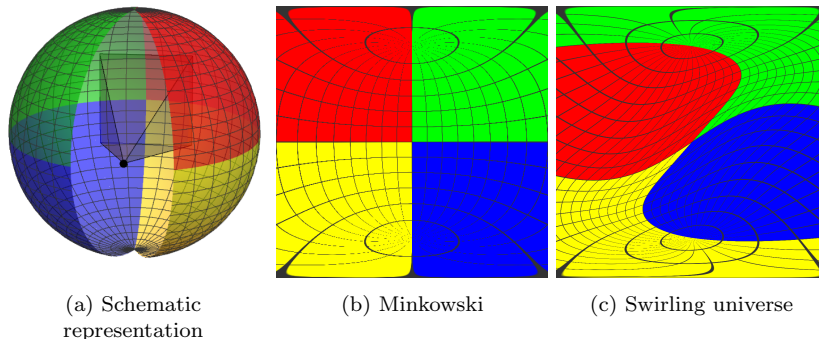 (a) Schematic
representation
(b) Minkowski
(c) Swirling universe